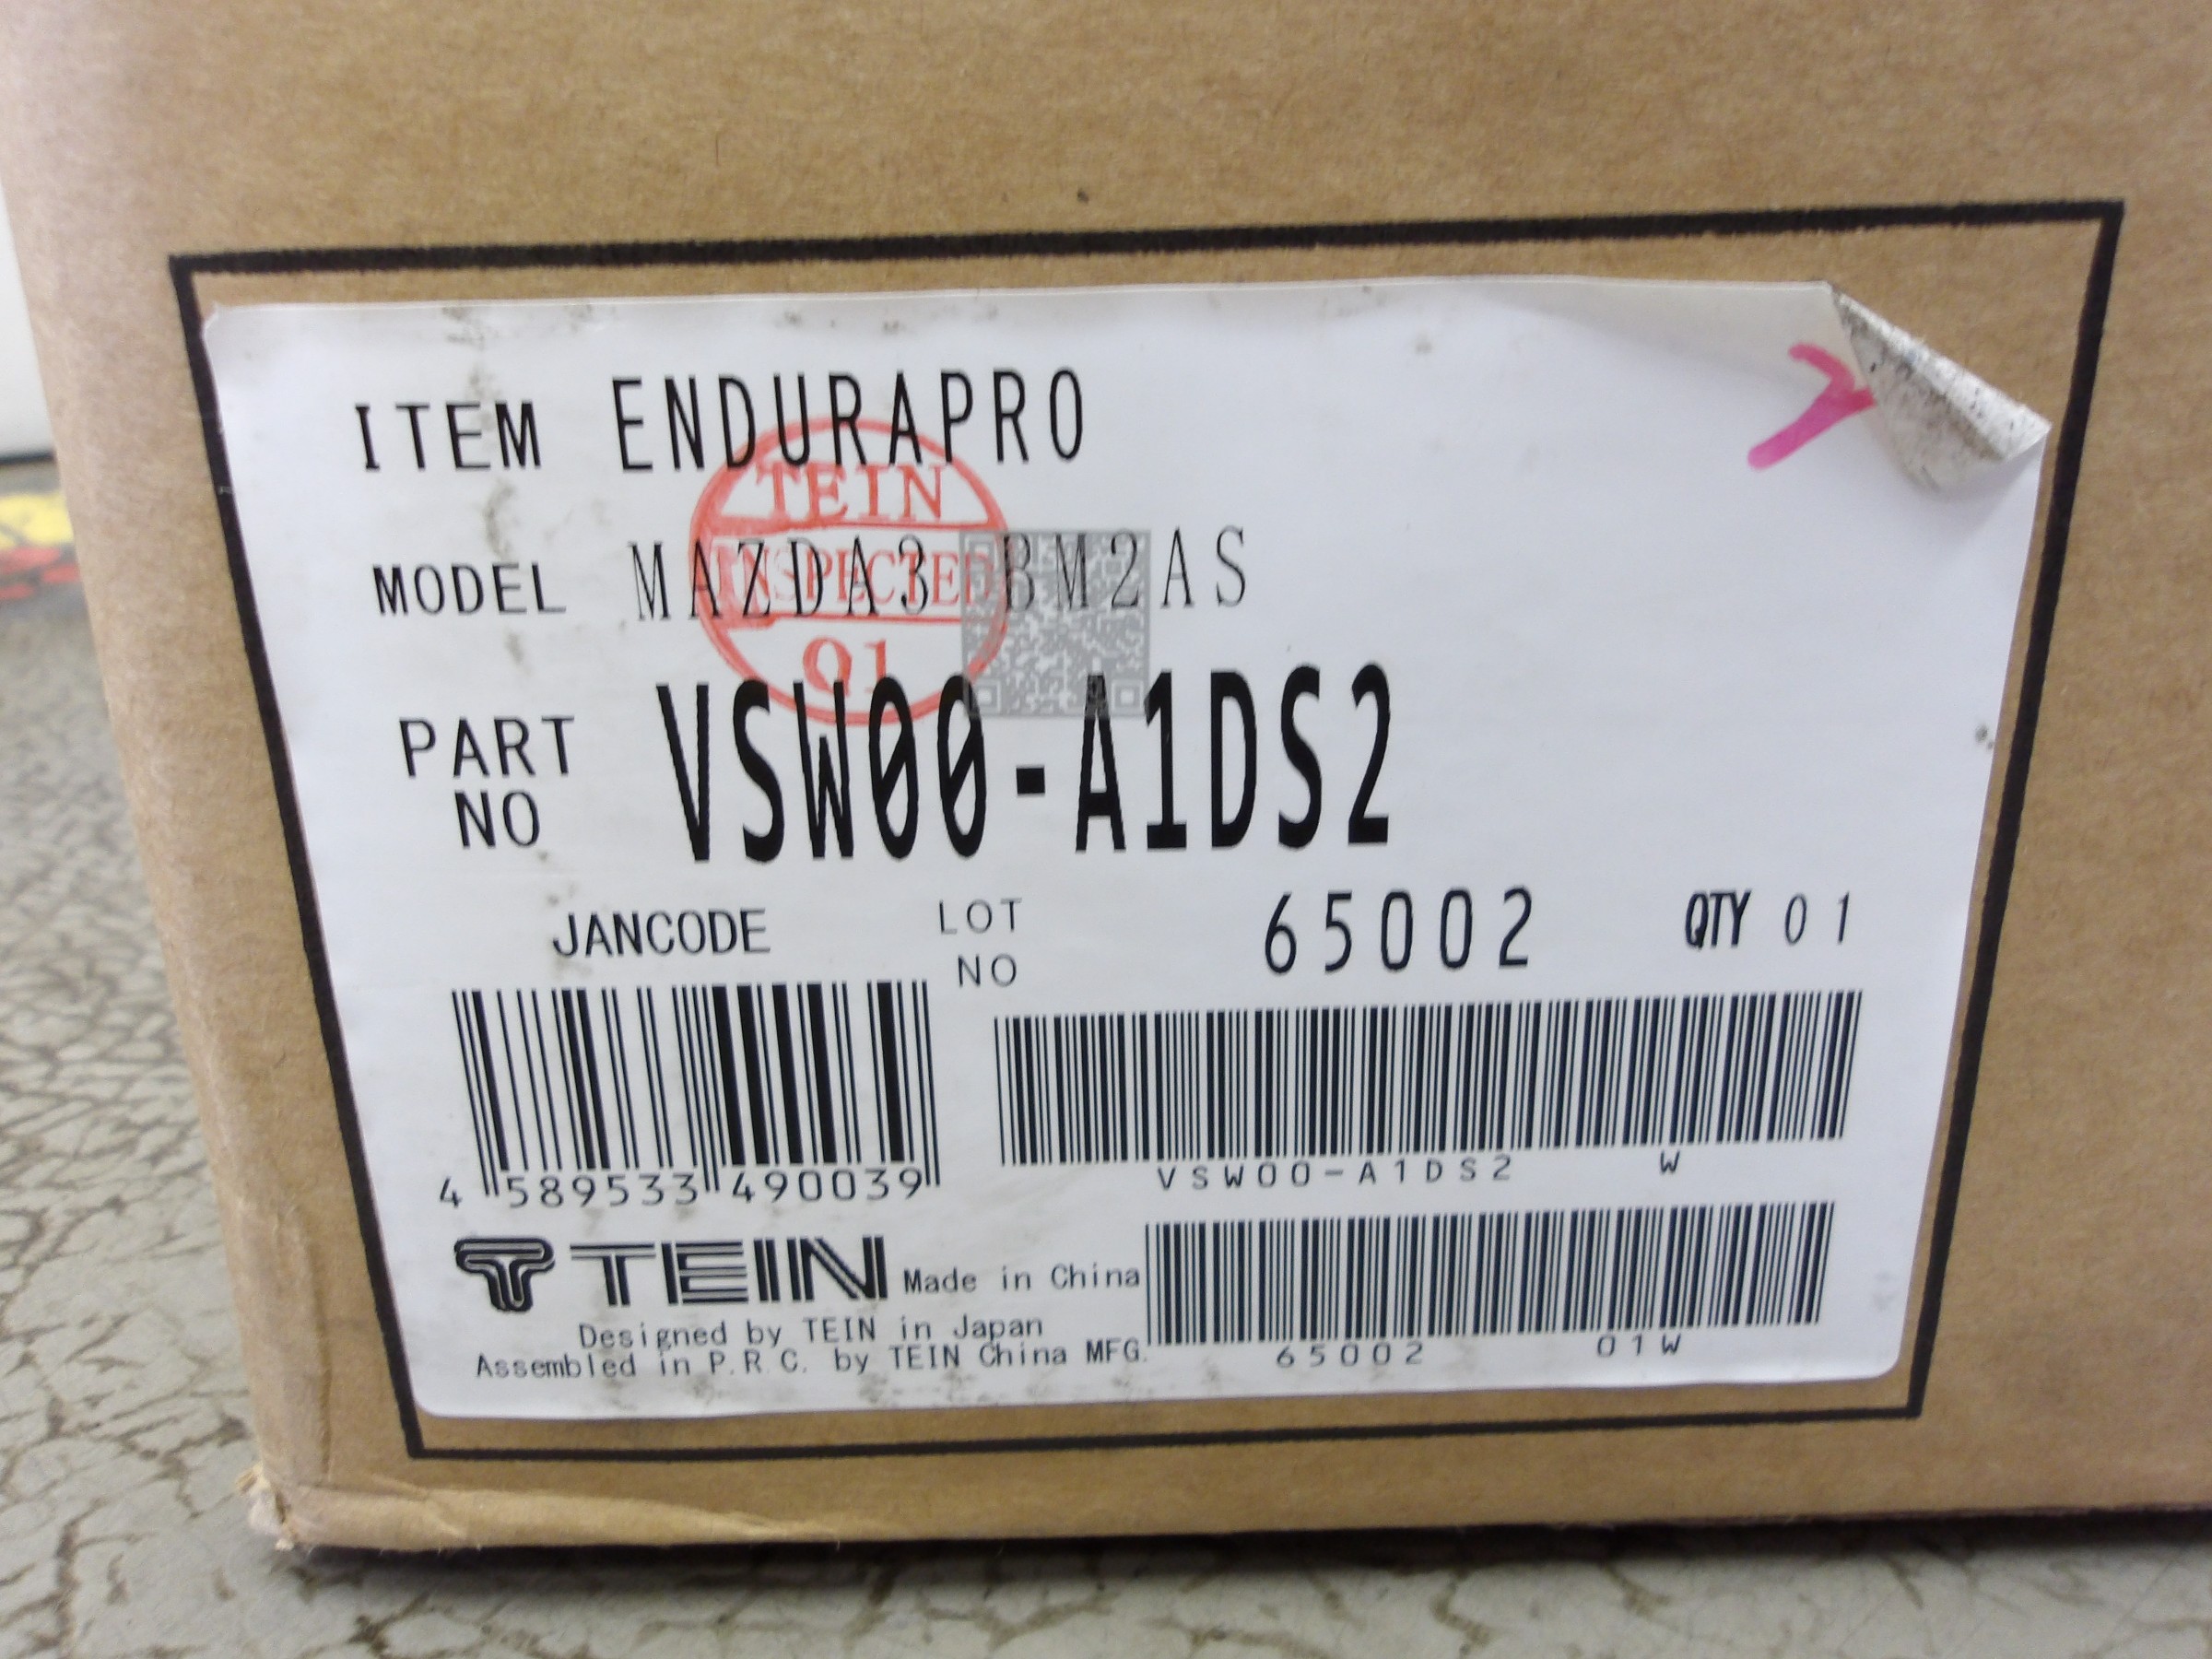 ITEM ENDURAPRO
TEIN
INSPECTED
Q1
MODEL MAZDA3 BM2AS
PART NO VSW00-A1DS2
JANCODE
LOT NO 65002 QTY 01
4 589533 490039
VSW00-A1DS2 W
TEIN Made in China
Designed by TEIN in Japan
Assembled in P.R.C. by TEIN China MFG.
65002 01W